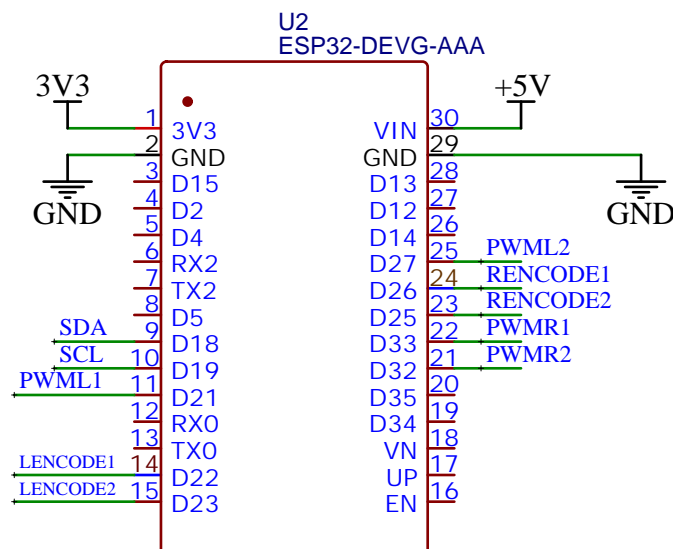 U2
ESP32-DEVG-AAA
3V3 +5V
1 3V3 VIN 30
2 GND GND 29
3 D15 D13 28
GND 4 D2 D12 27 GND
5 D4 D14 26
6 RX2 D27 25 PWML2
7 TX2 D26 24 RENCODE1
8 D5 D25 23 RENCODE2
SDA 9 D18 D33 22 PWMR1
SCL 10 D19 D32 21 PWMR2
PWML1 11 D21 D35 20
12 RX0 D34 19
13 TX0 VN 18
LENCODE1 14 D22 UP 17
LENCODE2 15 D23 EN 16